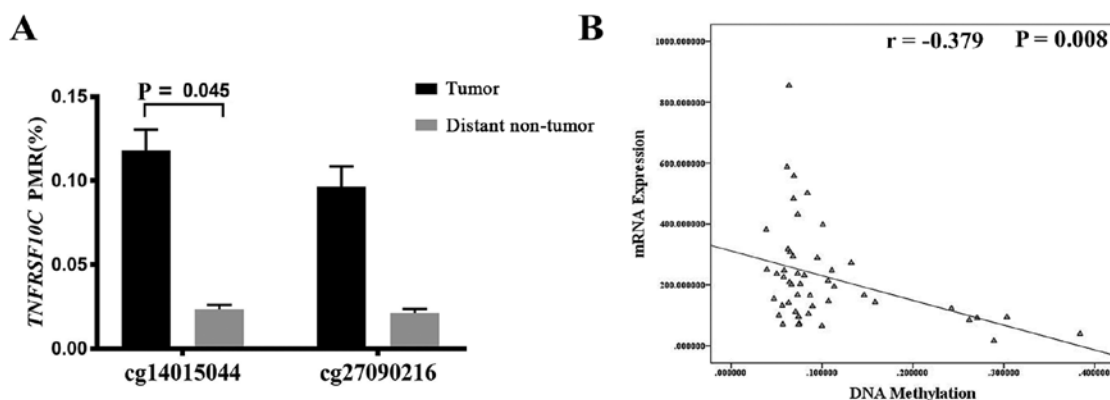 A
TNFRSF10C PMR(%)
0.15
0.10
0.05
0.00
P = 0.045
Tumor
Distant non-tumor
cg14015044
cg27090216
B
r = -0.379 P = 0.008
mRNA Expression
1000.000000
800.000000
600.000000
400.000000
200.000000
.000000
.000000 .100000 .200000 .300000 .400000
DNA Methylation